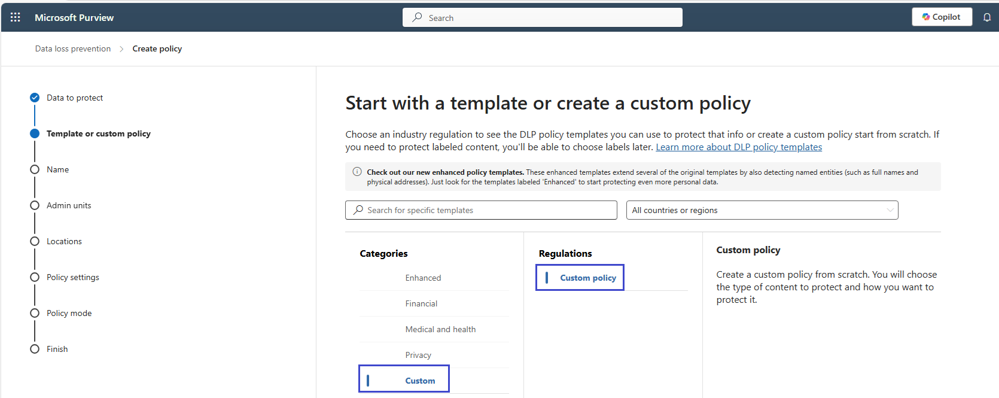 Microsoft Purview
Search
Copilot
Data loss prevention > Create policy
Data to protect
Template or custom policy
Name
Admin units
Locations
Policy settings
Policy mode
Finish
Start with a template or create a custom policy
Choose an industry regulation to see the DLP policy templates you can use to protect that info or create a custom policy start from scratch. If
you need to protect labeled content, you'll be able to choose labels later. Learn more about DLP policy templates
Check out our new enhanced policy templates. These enhanced templates extend several of the original templates by also detecting named entities (such as full names and
physical addresses). Just look for the templates labeled 'Enhanced' to start protecting even more personal data.
Search for specific templates
All countries or regions
Categories
Enhanced
Financial
Medical and health
Privacy
Custom
Regulations
Custom policy
Custom policy
Create a custom policy from scratch. You will choose
the type of content to protect and how you want to
protect it.